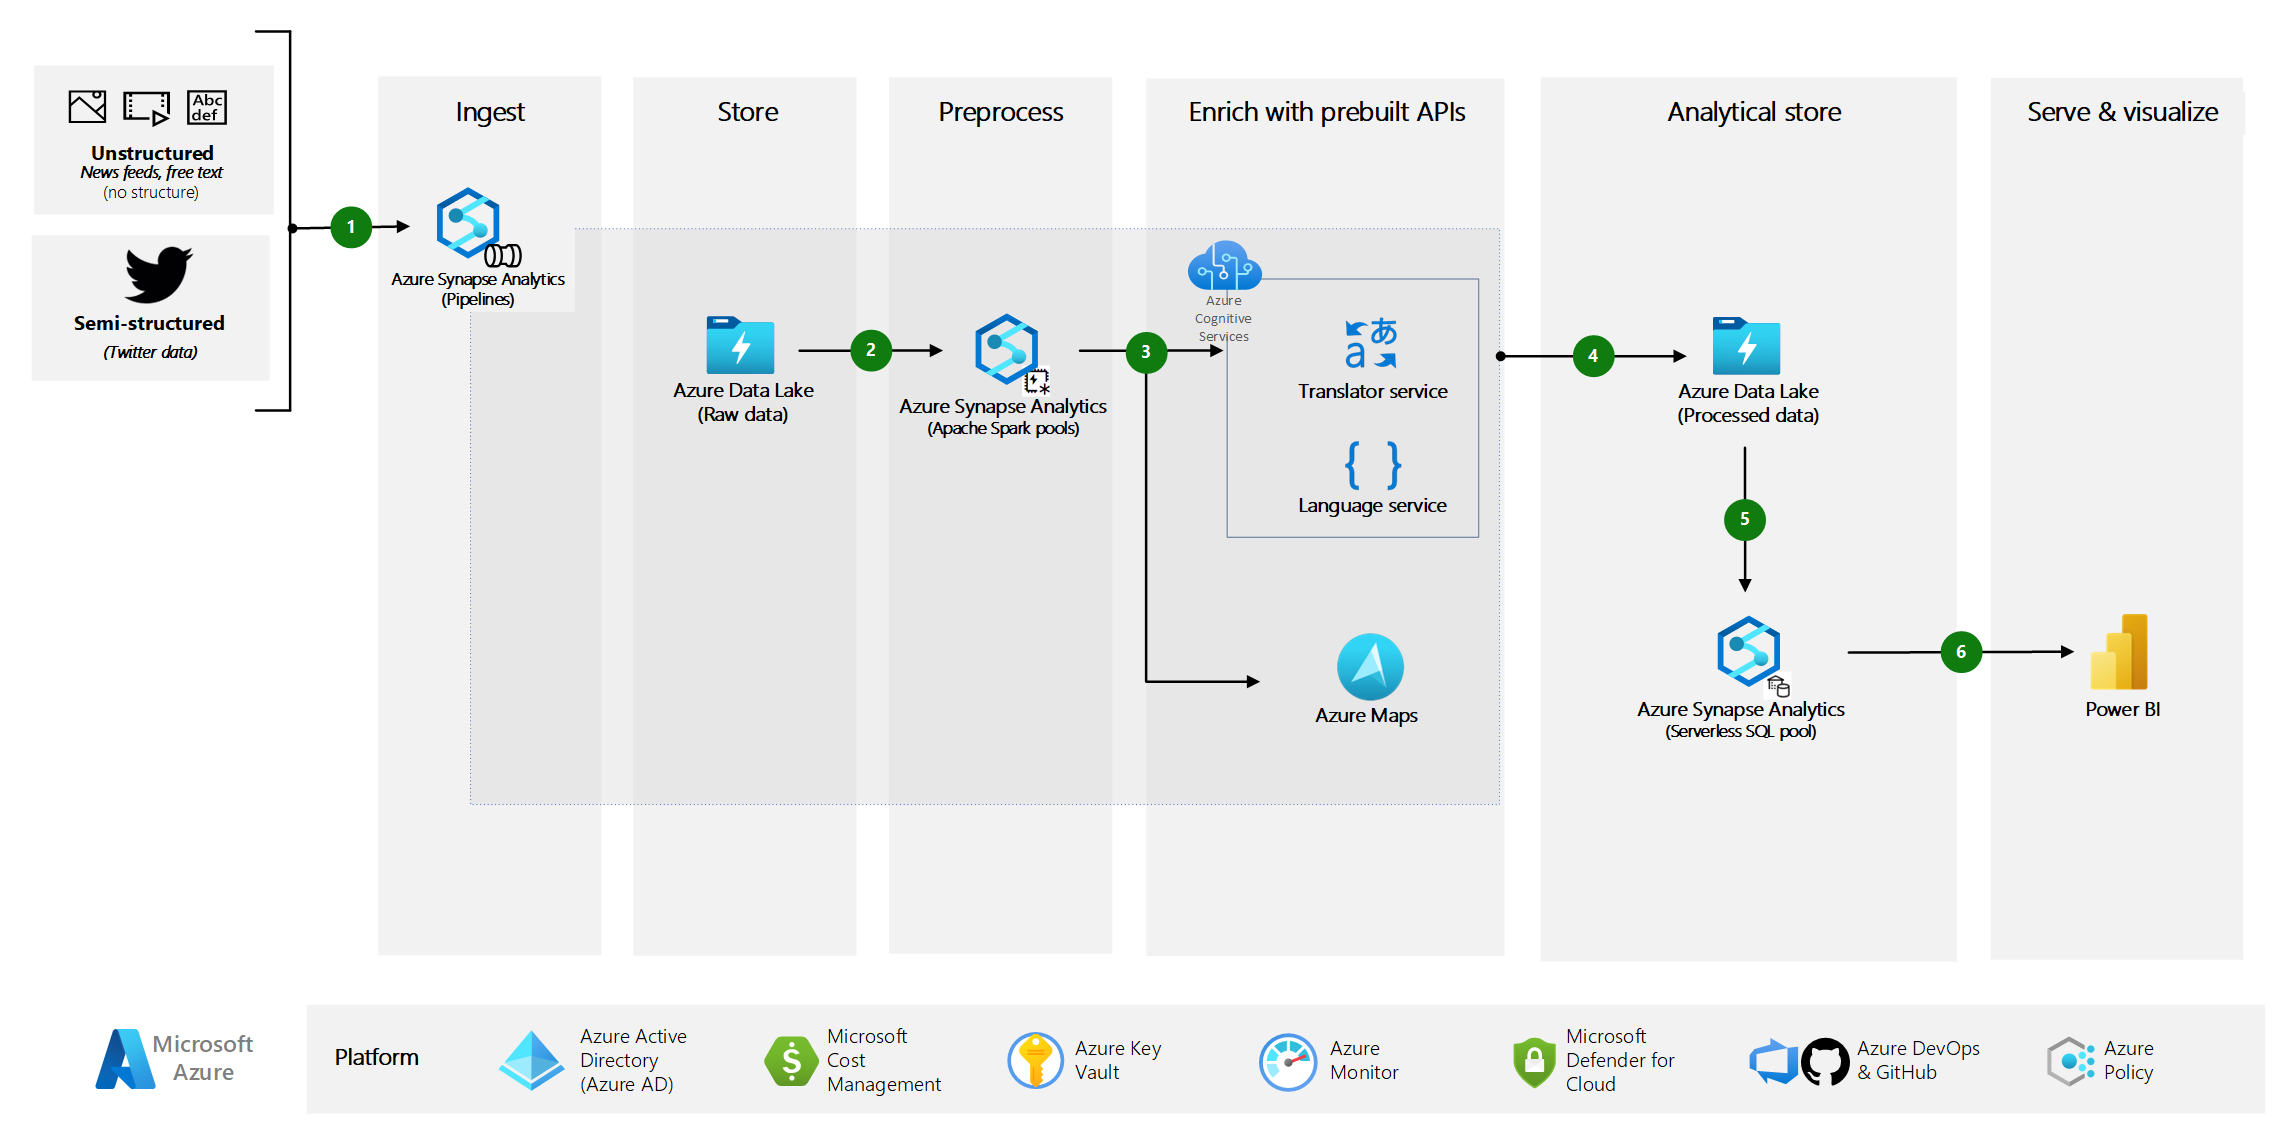 Abc
def
Unstructured
News feeds, free text
(no structure)
Semi-structured
(Twitter data)
1
Ingest
Azure Synapse Analytics
(Pipelines)
Store
Azure Data Lake
(Raw data)
2
Preprocess
Azure Synapse Analytics
(Apache Spark pools)
3
Enrich with prebuilt APIs
Azure
Cognitive
Services
あ
a
Translator service
{ }
Language service
Azure Maps
4
Analytical store
Azure Data Lake
(Processed data)
5
Azure Synapse Analytics
(Serverless SQL pool)
6
Serve & visualize
Power BI
Microsoft
Azure
Platform
Azure Active
Directory
(Azure AD)
$
Microsoft
Cost
Management
Azure Key
Vault
Azure
Monitor
Microsoft
Defender for
Cloud
Azure DevOps
& GitHub
Azure
Policy